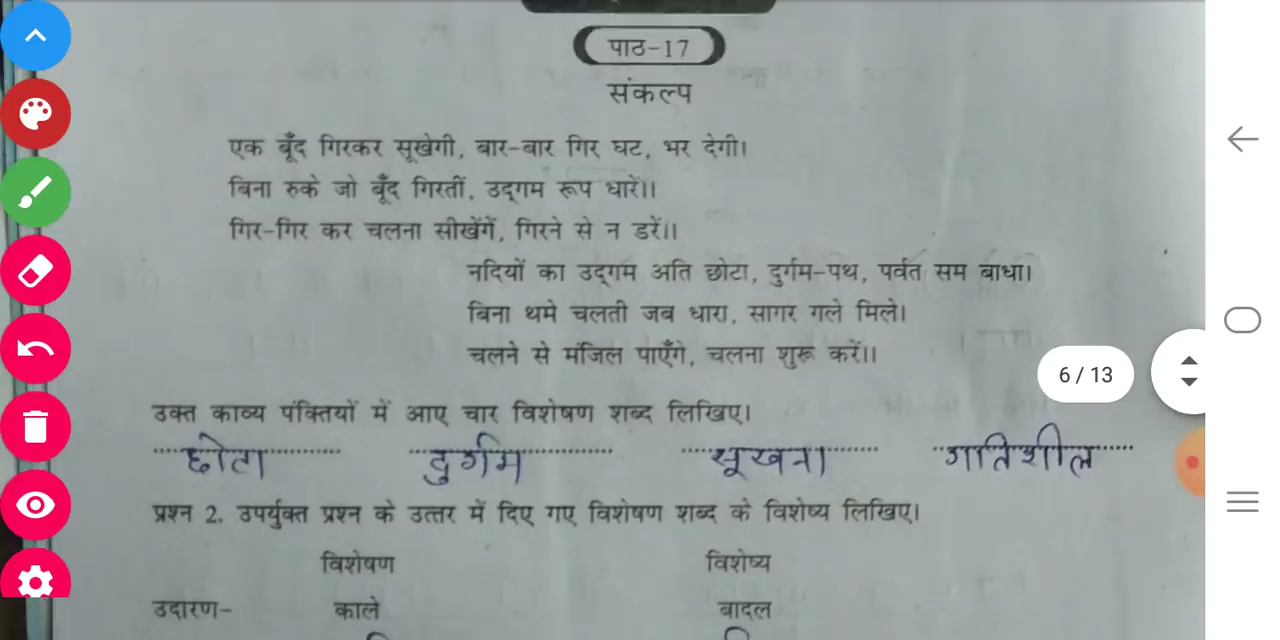 पाठ-17
संकल्प
एक बूँद गिरकर सूखेगी, बार-बार गिर घट, भर देगी।
बिना रुके जो बूँद गिरतीं, उद्‌गम रूप धारें।।
गिर-गिर कर चलना सीखेंगें, गिरने से न डरें।।
नदियों का उद्‌गम अति छोटा, दुर्गम-पथ, पर्वत सम बाधा।
बिना थमे चलती जब धारा, सागर गले मिले।
चलने से मंजिल पाएँगे, चलना शुरू करें।।
6 / 13
उक्त काव्य पंक्तियों में आए चार विशेषण शब्द लिखिए।
छोटा दुर्गम सूखना गतिशील
प्रश्न 2. उपर्युक्त प्रश्न के उत्तर में दिए गए विशेषण शब्द के विशेष्य लिखिए।
विशेषण विशेष्य
उदारण- काले बादल